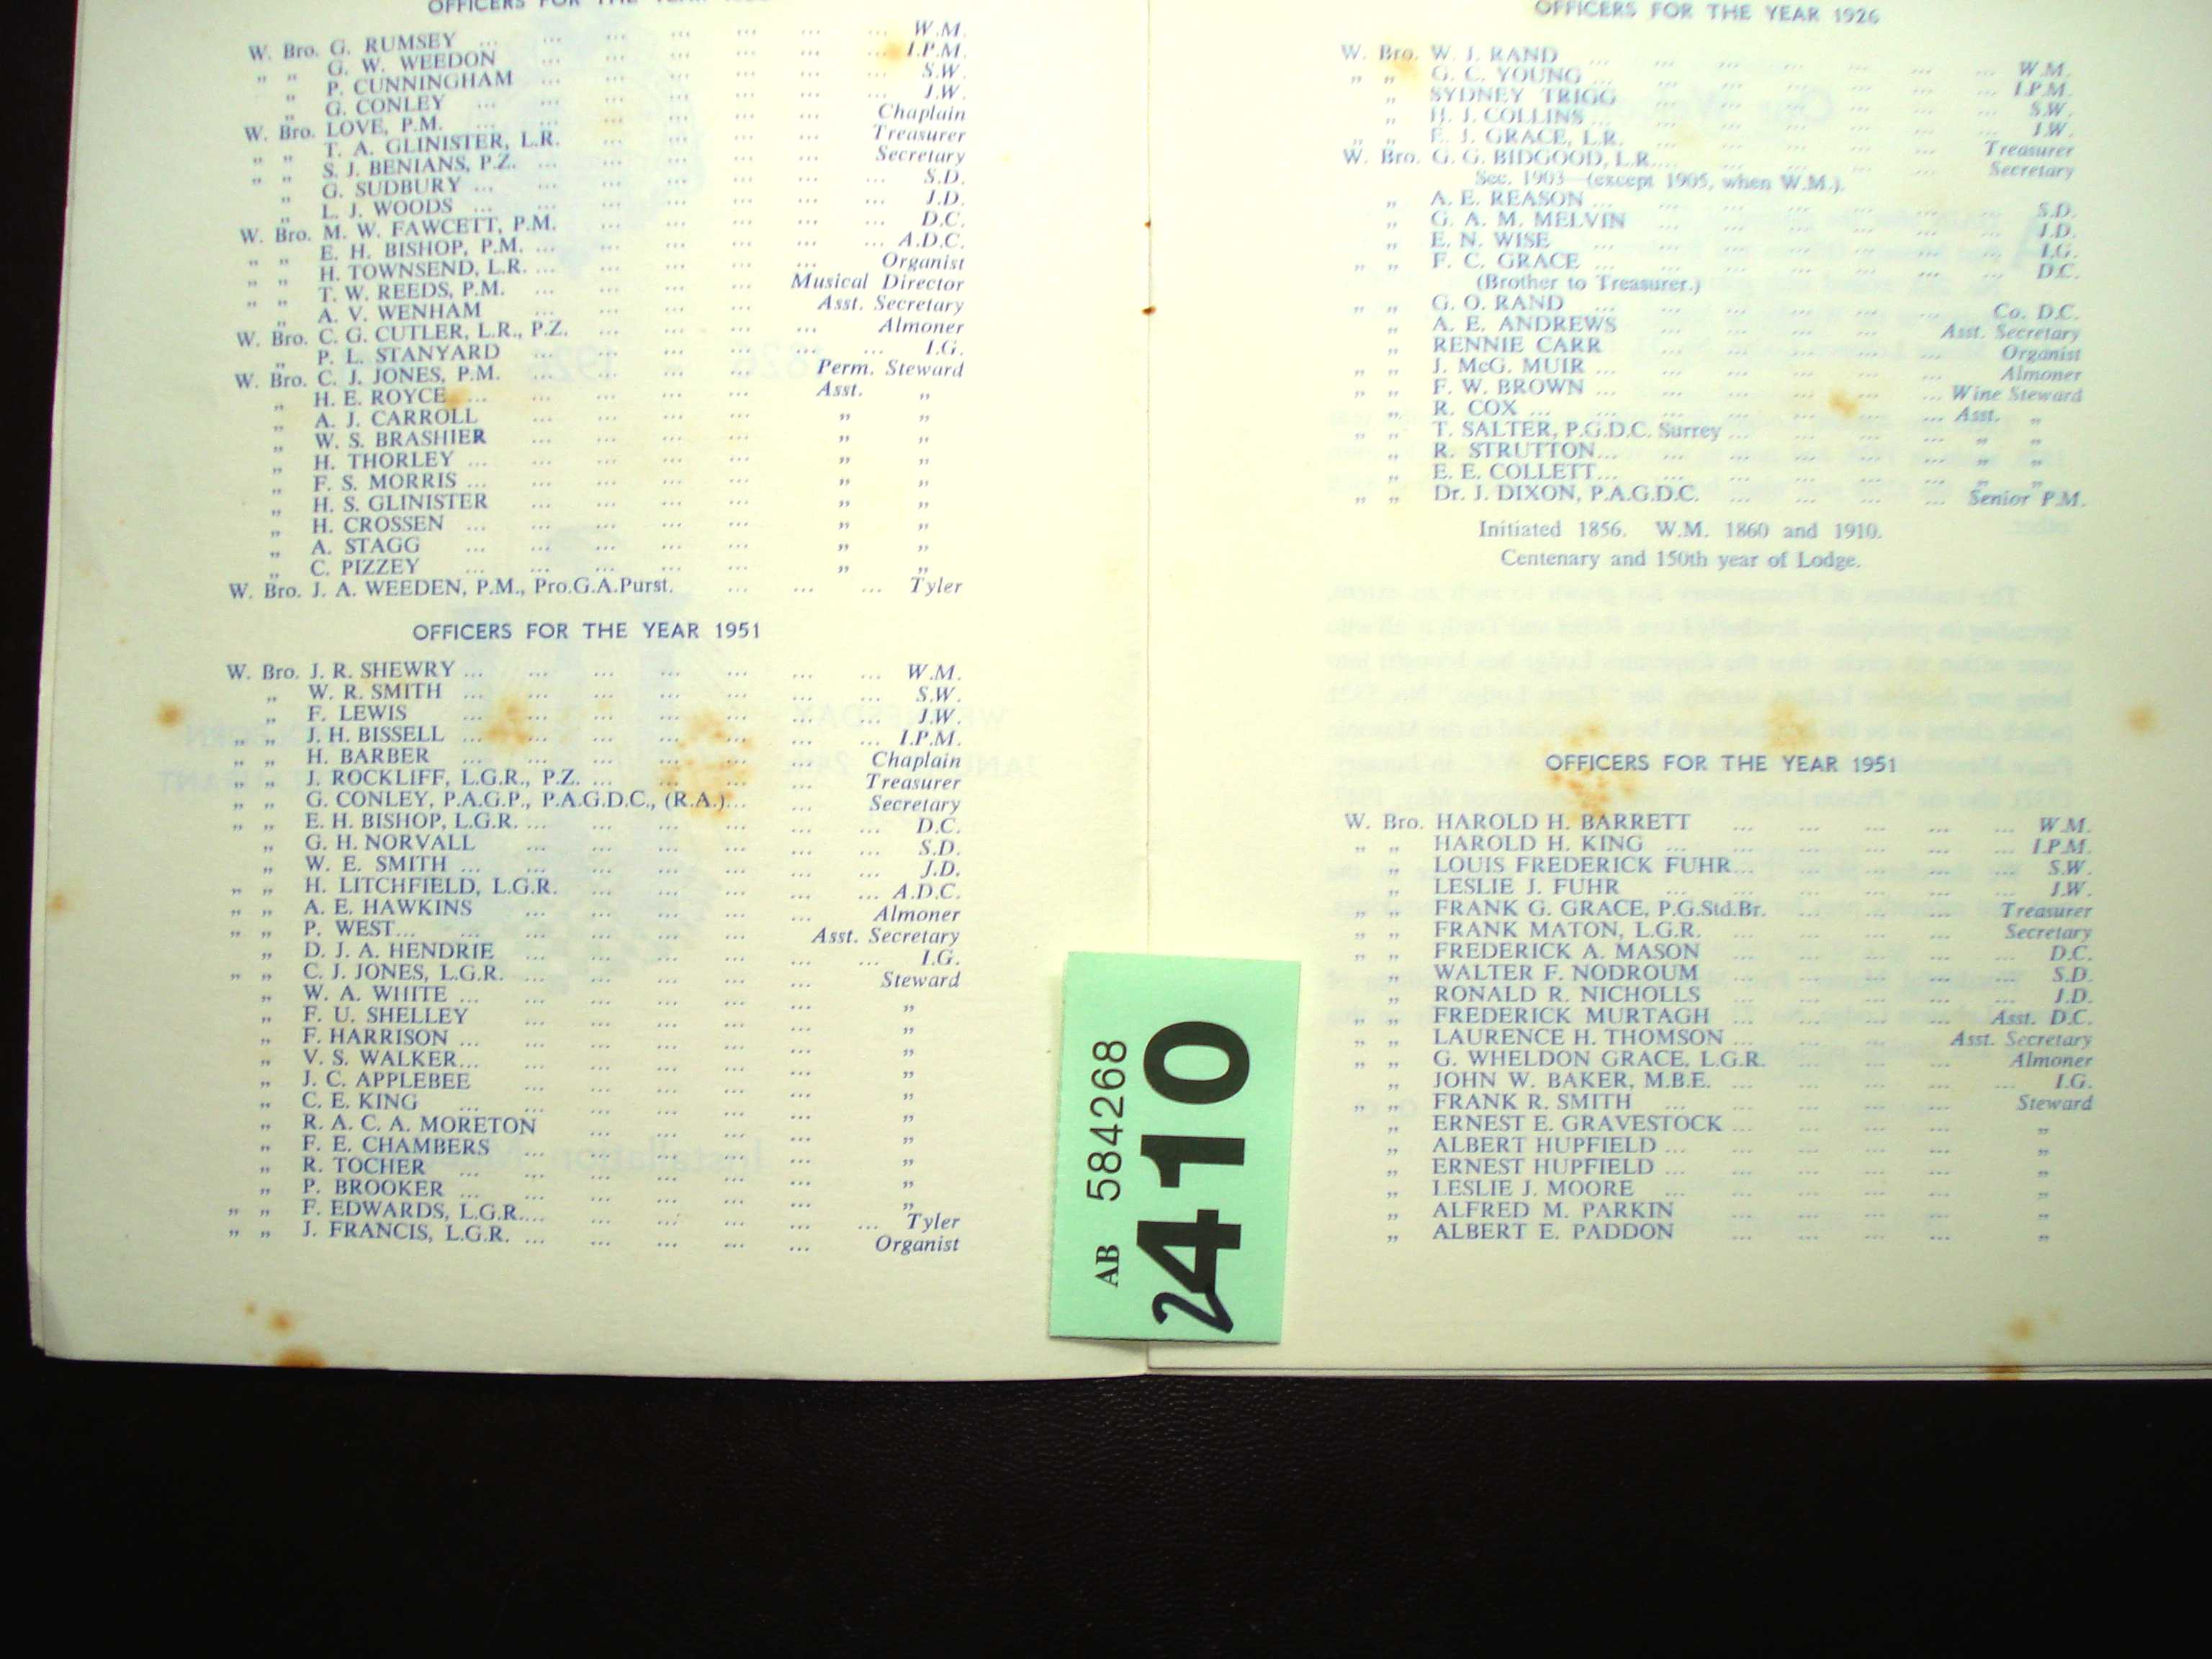 OFFICERS FOR THE YEAR
W. Bro. G. RUMSEY ... ... ... ... ... ... ... W.M.
„ „ G. W. WEEDON ... ... ... ... ... ... I.P.M.
„ P. CUNNINGHAM ... ... ... ... ... ... S.W.
„ G. CONLEY ... ... ... ... ... ... ... J.W.
W. Bro. LOVE, P.M. ... ... ... ... ... ... Chaplain
„ „ T. A. GLINISTER, L.R. ... ... ... ... Treasurer
„ „ S. J. BENIANS, P.Z. ... ... ... ... ... Secretary
„ G. SUDBURY ... ... ... ... ... ... ... S.D.
„ L. J. WOODS ... ... ... ... ... ... ... J.D.
W. Bro. M. W. FAWCETT, P.M. ... ... ... ... ... D.C.
„ „ E. H. BISHOP, P.M. ... ... ... ... ... ... A.D.C.
„ „ H. TOWNSEND, L.R. ... ... ... ... ... ... Organist
„ „ T. W. REEDS, P.M. ... ... ... ... Musical Director
„ A. V. WENHAM ... ... ... ... Asst. Secretary
W. Bro. C. G. CUTLER, L.R., P.Z. ... ... ... ... Almoner
„ P. L. STANYARD ... ... ... ... ... ... I.G.
W. Bro. C. J. JONES, P.M. ... ... ... ... Perm. Steward
„ H. E. ROYCE ... ... ... ... ... Asst. „
„ A. J. CARROLL ... ... ... ... „ „
„ W. S. BRASHIER ... ... ... ... „ „
„ H. THORLEY ... ... ... ... ... „ „
„ F. S. MORRIS ... ... ... ... ... „ „
„ H. S. GLINISTER ... ... ... ... „ „
„ H. CROSSEN ... ... ... ... ... „ „
„ A. STAGG ... ... ... ... ... „ „
„ C. PIZZEY ... ... ... ... ... „ „
W. Bro. J. A. WEEDEN, P.M., Pro.G.A.Purst. ... ... ... Tyler
OFFICERS FOR THE YEAR 1951
W. Bro. J. R. SHEWRY ... ... ... ... ... ... ... W.M.
„ W. R. SMITH ... ... ... ... ... ... ... S.W.
„ F. LEWIS ... ... ... ... ... ... ... J.W.
„ „ J. H. BISSELL ... ... ... ... ... ... ... I.P.M.
„ „ H. BARBER ... ... ... ... ... ... Chaplain
„ „ J. ROCKLIFF, L.G.R., P.Z. ... ... ... ... Treasurer
„ „ G. CONLEY, P.A.G.P., P.A.G.D.C., (R.A.)... ... Secretary
„ „ E. H. BISHOP, L.G.R. ... ... ... ... ... ... D.C.
„ G. H. NORVALL ... ... ... ... ... ... S.D.
„ W. E. SMITH ... ... ... ... ... ... ... J.D.
„ „ H. LITCHFIELD, L.G.R. ... ... ... ... ... A.D.C.
„ „ A. E. HAWKINS ... ... ... ... ... Almoner
„ „ P. WEST... ... ... ... ... ... Asst. Secretary
„ D. J. A. HENDRIE ... ... ... ... ... ... I.G.
„ „ C. J. JONES, L.G.R. ... ... ... ... ... Steward
„ W. A. WHITE ... ... ... ... ... ... „
„ F. U. SHELLEY ... ... ... ... ... „
„ F. HARRISON ... ... ... ... ... ... „
„ V. S. WALKER... ... ... ... ... ... „
„ J. C. APPLEBEE ... ... ... ... ... „
„ C. E. KING ... ... ... ... ... ... „
„ R. A. C. A. MORETON ... ... ... ... „
„ F. E. CHAMBERS ... ... ... ... ... „
„ R. TOCHER ... ... ... ... ... ... „
„ P. BROOKER ... ... ... ... ... ... „
„ „ F. EDWARDS, L.G.R.... ... ... ... ... ... Tyler
„ „ J. FRANCIS, L.G.R. ... ... ... ... ... Organist
AB 584268
2410
OFFICERS FOR THE YEAR 1926
W. Bro. W. J. RAND ... ... ... ... ... ... W.M.
„ „ G. C. YOUNG ... ... ... ... ... ... I.P.M.
„ SYDNEY TRIGG ... ... ... ... ... S.W.
„ H. J. COLLINS ... ... ... ... ... ... J.W.
„ „ E. J. GRACE, L.R. ... ... ... ... Treasurer
W. Bro. G. G. BIDGOOD, L.R.... ... ... ... ... Secretary
Sec. 1903—(except 1905, when W.M.).
„ A. E. REASON ... ... ... ... ... ... S.D.
„ G. A. M. MELVIN ... ... ... ... ... J.D.
„ E. N. WISE ... ... ... ... ... ... I.G.
„ „ F. C. GRACE ... ... ... ... ... ... D.C.
(Brother to Treasurer.)
„ „ G. O. RAND ... ... ... ... ... Co. D.C.
„ A. E. ANDREWS ... ... ... ... Asst. Secretary
„ RENNIE CARR ... ... ... ... ... Organist
„ „ J. McG. MUIR ... ... ... ... ... ... Almoner
„ „ F. W. BROWN ... ... ... ... ... ... Wine Steward
„ R. COX ... ... ... ... ... ... Asst. „
„ „ T. SALTER, P.G.D.C. Surrey ... ... ... ... „ „
„ R. STRUTTON... ... ... ... ... „ „
„ E. E. COLLETT... ... ... ... ... „ „
„ „ Dr. J. DIXON, P.A.G.D.C. ... ... ... ... Senior P.M.
Initiated 1856. W.M. 1860 and 1910.
Centenary and 150th year of Lodge.
OFFICERS FOR THE YEAR 1951
W. Bro. HAROLD H. BARRETT ... ... ... ... ... W.M.
„ „ HAROLD H. KING ... ... ... ... ... I.P.M.
„ LOUIS FREDERICK FUHR... ... ... ... ... S.W.
„ LESLIE J. FUHR ... ... ... ... ... J.W.
„ „ FRANK G. GRACE, P.G.Std.Br. ... ... ... Treasurer
„ „ FRANK MATON, L.G.R. ... ... ... ... Secretary
„ „ FREDERICK A. MASON ... ... ... ... ... D.C.
„ WALTER F. NODROUM ... ... ... ... ... S.D.
„ RONALD R. NICHOLLS ... ... ... ... ... J.D.
„ „ FREDERICK MURTAGH ... ... ... ... Asst. D.C.
„ „ LAURENCE H. THOMSON ... ... ... Asst. Secretary
„ „ G. WHELDON GRACE, L.G.R. ... ... ... Almoner
„ JOHN W. BAKER, M.B.E. ... ... ... ... ... I.G.
„ „ FRANK R. SMITH ... ... ... ... ... Steward
„ ERNEST E. GRAVESTOCK ... ... ... ... „
„ ALBERT HUPFIELD ... ... ... ... ... „
„ ERNEST HUPFIELD ... ... ... ... ... „
„ LESLIE J. MOORE ... ... ... ... ... „
„ ALFRED M. PARKIN ... ... ... ... „
„ ALBERT E. PADDON ... ... ... ... „